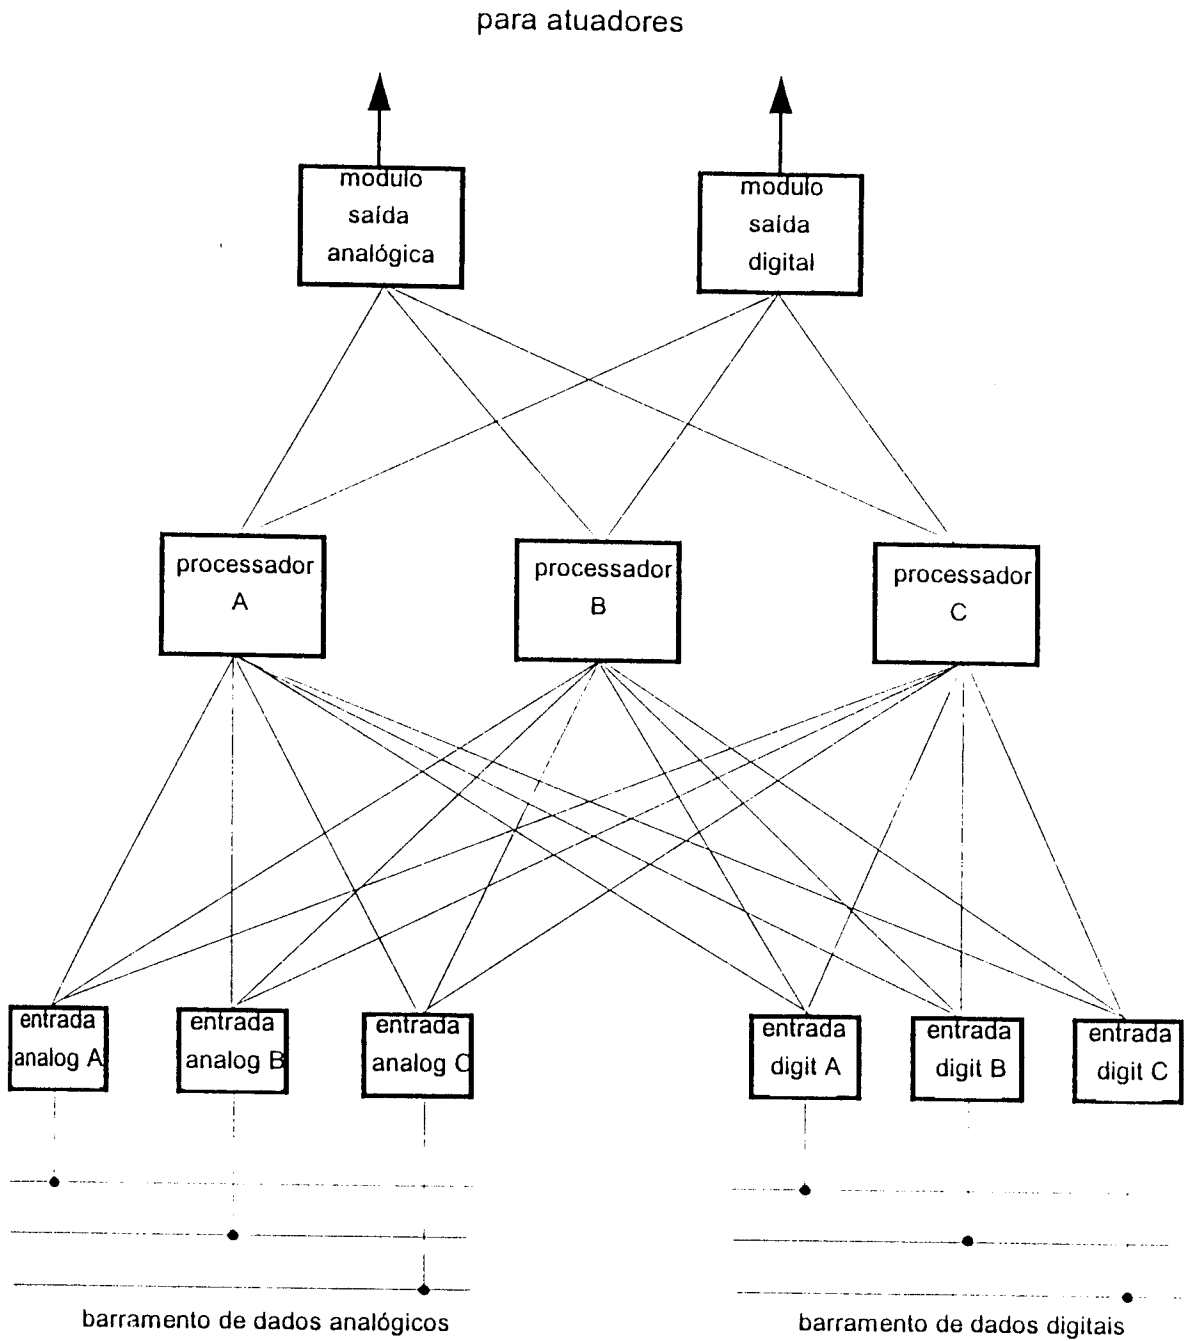 para atuadores
modulo
saída
analógica
modulo
saída
digital
processador
A
processador
B
processador
C
entrada
analog A
entrada
analog B
entrada
analog C
entrada
digit A
entrada
digit B
entrada
digit C
barramento de dados analógicos
barramento de dados digitais